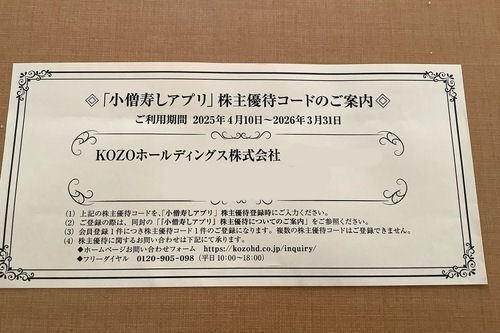 ◇「小僧寿しアプリ」株主優待コードのご案内◇
ご利用期間 2025年4月10日～2026年3月31日
KOZOホールディングス株式会社
(1) 上記の株主優待コードを、「小僧寿しアプリ」株主優待登録時にご入力ください。
(2) ご登録の際は、同封の「「小僧寿しアプリ」株主優待についてのご案内」をご参照ください。
(3) 会員登録1件につき株主優待コード1件のご登録になります。複数の株主優待コードはご登録できません。
(4) 株主優待に関するお問い合わせは下記にて承ります。
◆ホームページお問い合わせフォーム https://kozohd.co.jp/inquiry/
◆フリーダイヤル 0120-905-098（平日10:00～18:00）